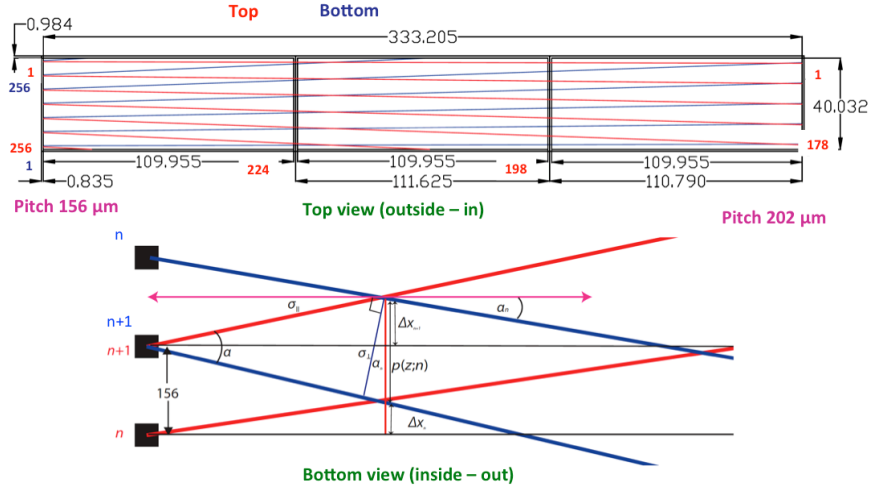 Top Bottom
0.984
333.205
1 1
256
40.032
256 178
1
109.955 109.955 109.955
224 198
0.835 111.625 110.790
Pitch 156 µm Top view (outside – in) Pitch 202 µm
n
σ||
αn
n+1
n+1
Δxn+1
α
σ⊥
αn
p(z;n)
156
Δxn
n
Bottom view (inside – out)